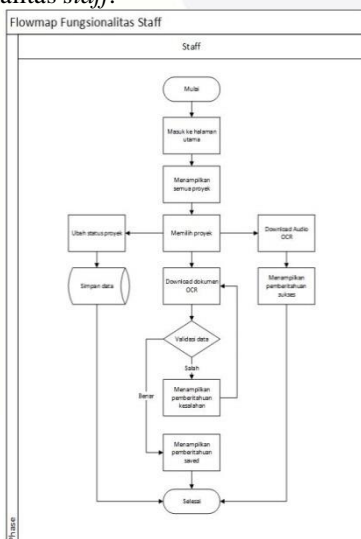 alitas staff.
Flowmap Fungsionalitas Staff
Staff
Mulai
Masuk ke halaman
utama
Menampilkan
semua proyek
Ubah status proyek
Memilih proyek
Download Audio
OCR
Simpan data
Download dokumen
OCR
Menampilkan
pemberitahuan
sukses
Validasi data
Salah
Benar
Menampilkan
pemberitahuan
kesalahan
Menampilkan
pemberitahuan
saved
Selesai
Phase